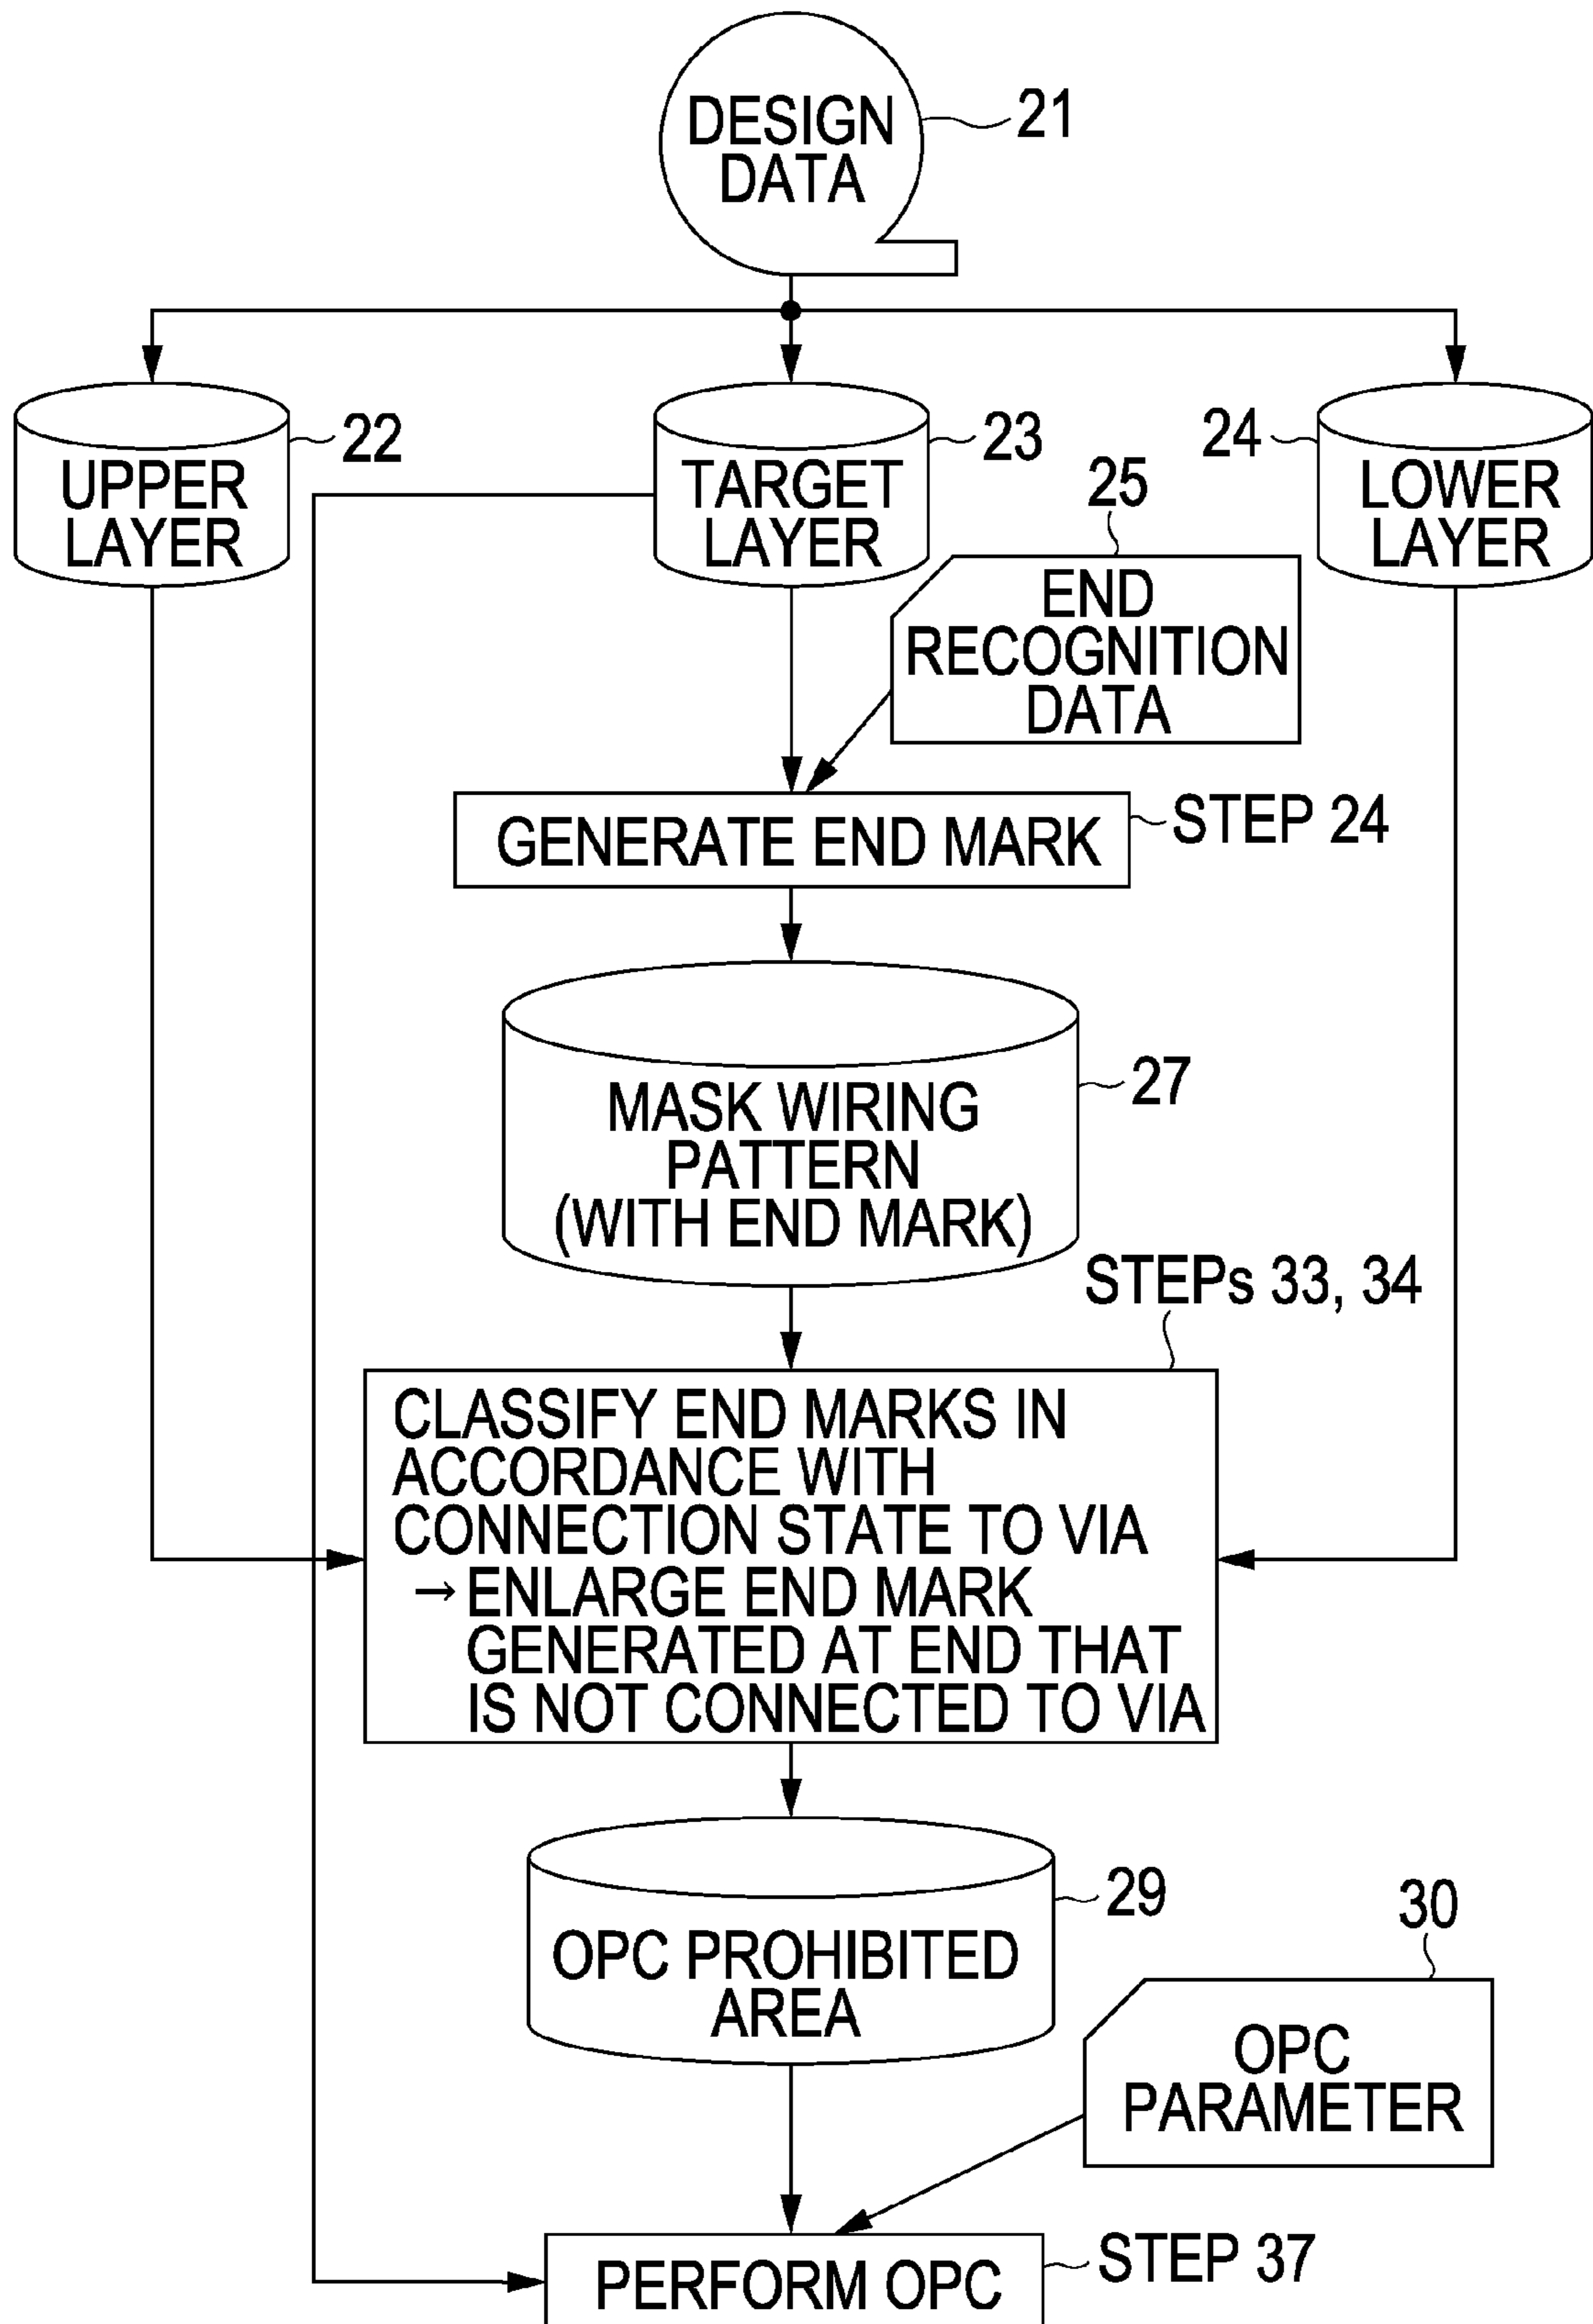 DESIGN
DATA
21
UPPER
LAYER
22
TARGET
LAYER
23
24
LOWER
LAYER
25
END
RECOGNITION
DATA
GENERATE END MARK
STEP 24
MASK WIRING
PATTERN
(WITH END MARK)
27
STEPs 33, 34
CLASSIFY END MARKS IN
ACCORDANCE WITH
CONNECTION STATE TO VIA
→ ENLARGE END MARK
GENERATED AT END THAT
IS NOT CONNECTED TO VIA
OPC PROHIBITED
AREA
29
30
OPC
PARAMETER
PERFORM OPC
STEP 37